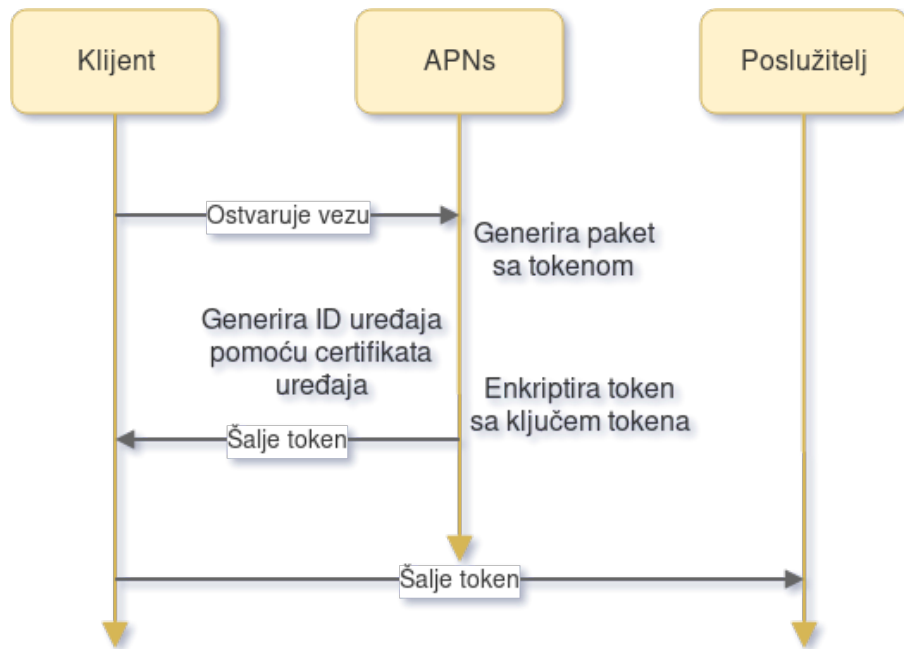 Klijent
APNs
Poslužitelj
Ostvaruje vezu
Generira paket
sa tokenom
Generira ID uređaja
pomoću certifikata
uređaja
Enkriptira token
sa ključem tokena
Šalje token
Šalje token